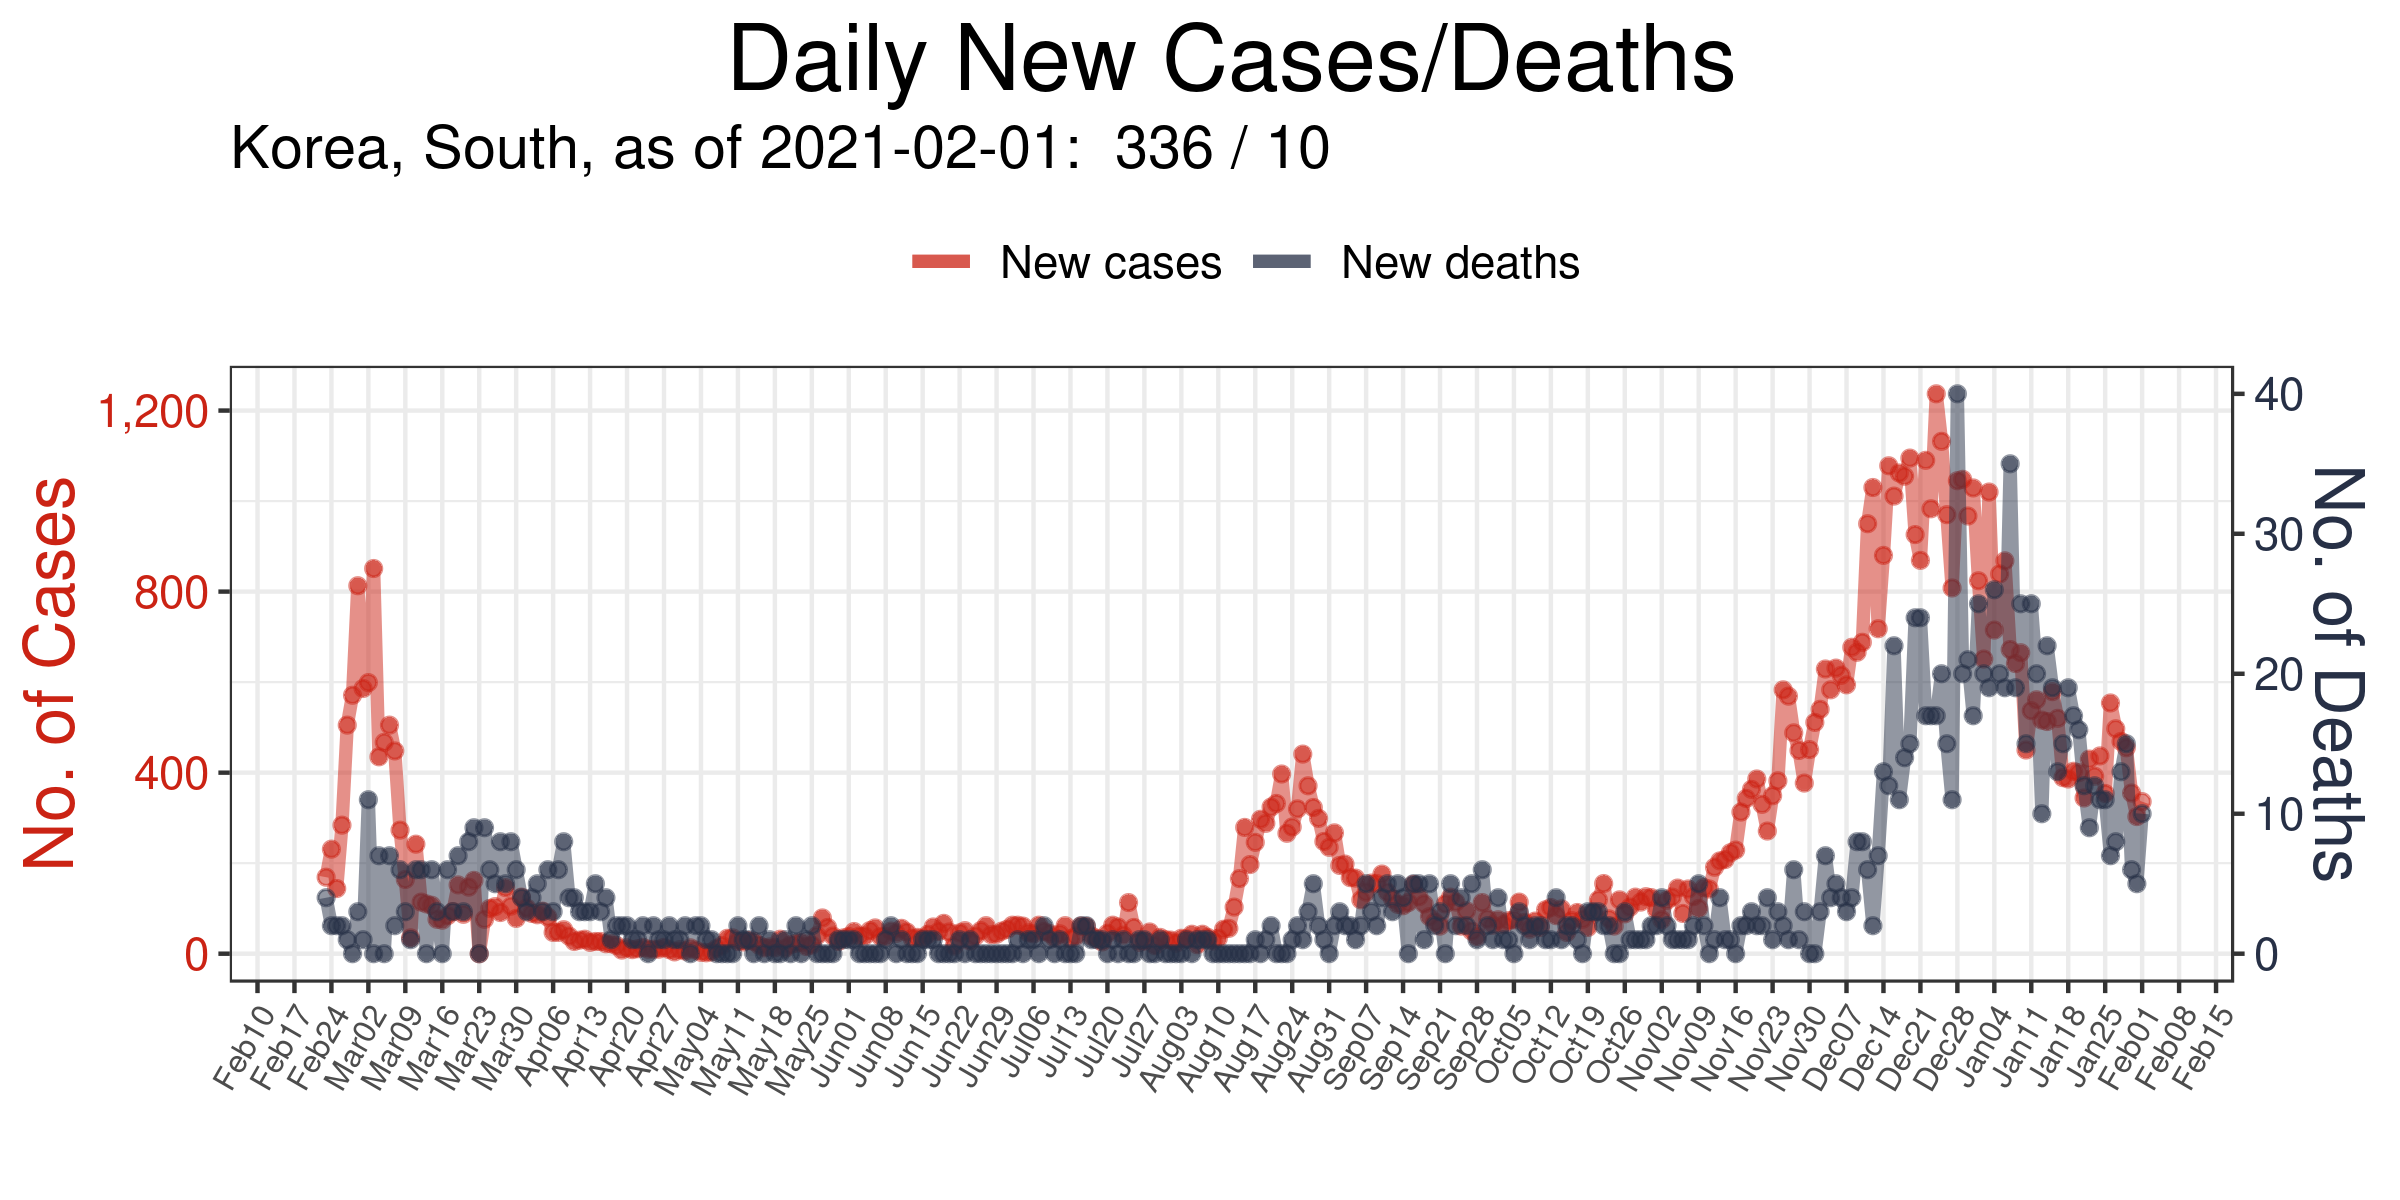 Daily New Cases/Deaths
Korea, South, as of 2021-02-01:  336 / 10
New cases
New deaths
No. of Cases
1,200
800
400
0
40
30
20
10
0
No. of Deaths
Feb10
Feb17
Feb24
Mar02
Mar09
Mar16
Mar23
Mar30
Apr06
Apr13
Apr20
Apr27
May04
May11
May18
May25
Jun01
Jun08
Jun15
Jun22
Jun29
Jul06
Jul13
Jul20
Jul27
Aug03
Aug10
Aug17
Aug24
Aug31
Sep07
Sep14
Sep21
Sep28
Oct05
Oct12
Oct19
Oct26
Nov02
Nov09
Nov16
Nov23
Nov30
Dec07
Dec14
Dec21
Dec28
Jan04
Jan11
Jan18
Jan25
Feb01
Feb08
Feb15